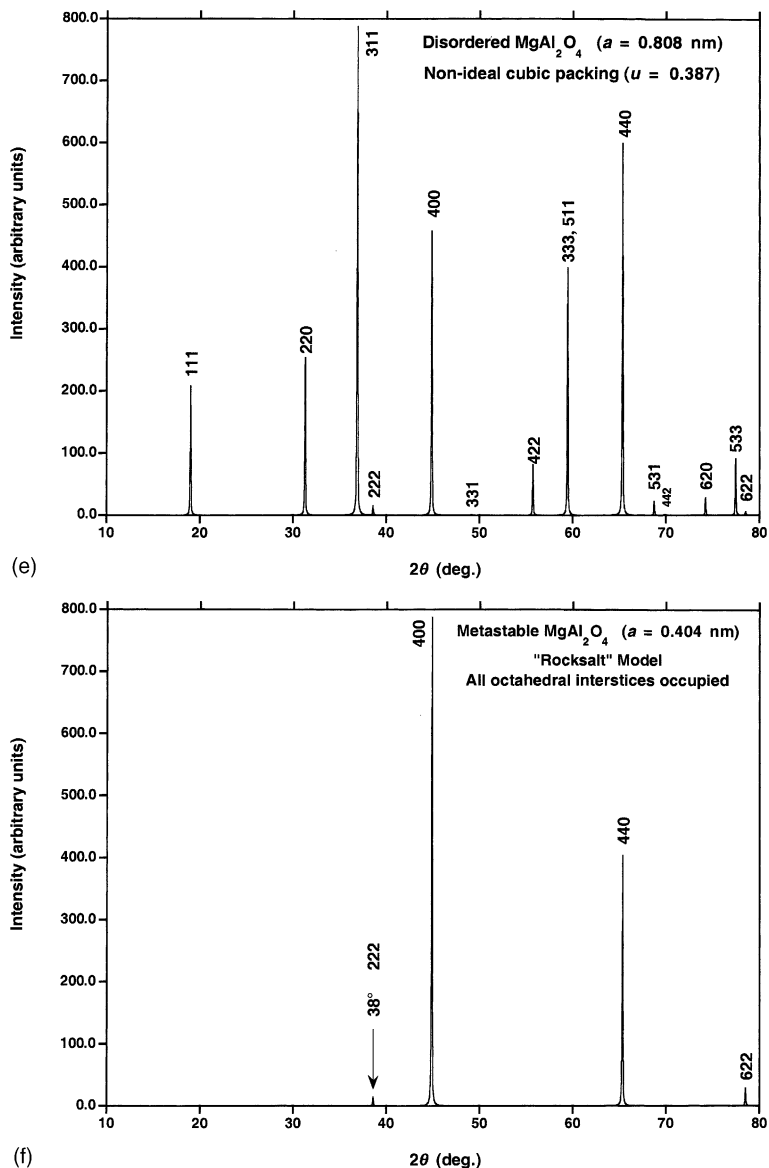 800.0
700.0
600.0
500.0
400.0
300.0
200.0
100.0
0.0
Intensity (arbitrary units)
Disordered MgAl2O4 (a = 0.808 nm)
Non-ideal cubic packing (u = 0.387)
111
220
311
222
400
331
422
333, 511
440
531
442
620
533
622
10 20 30 40 50 60 70 80
2θ (deg.)
(e)
800.0
700.0
600.0
500.0
400.0
300.0
200.0
100.0
0.0
Intensity (arbitrary units)
Metastable MgAl2O4 (a = 0.404 nm)
"Rocksalt" Model
All octahedral interstices occupied
38° 222
400
440
622
10 20 30 40 50 60 70 80
2θ (deg.)
(f)